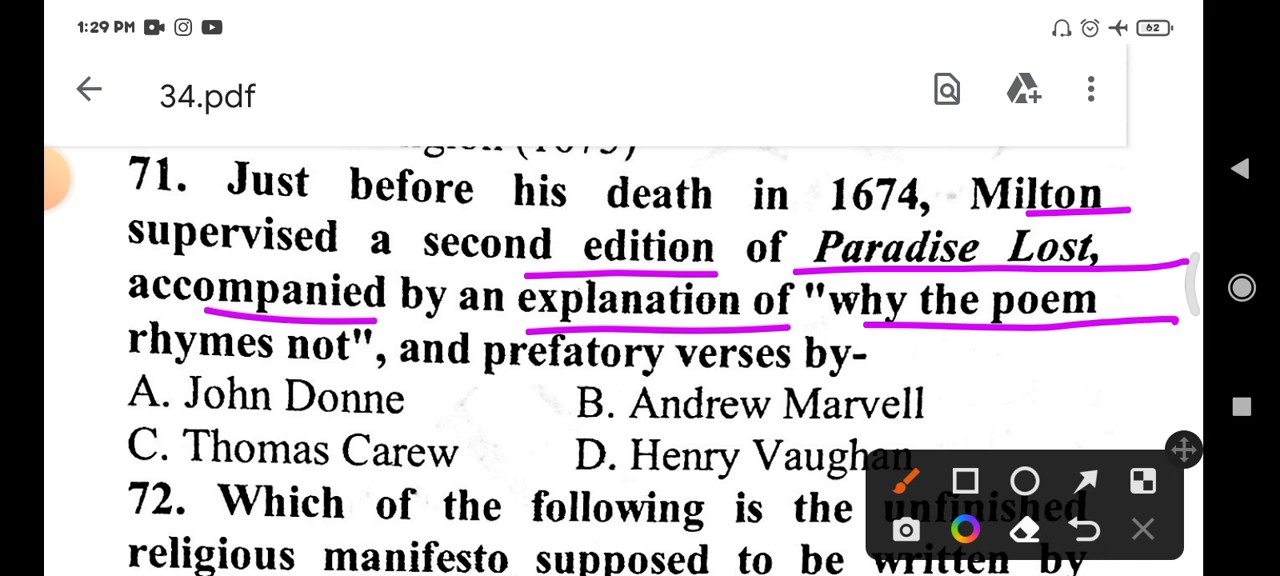 1:29 PM
62
34.pdf
71. Just before his death in 1674, Milton
supervised a second edition of Paradise Lost,
accompanied by an explanation of "why the poem
rhymes not", and prefatory verses by-
A. John Donne B. Andrew Marvell
C. Thomas Carew D. Henry Vaughan
72. Which of the following is the unfinished
religious manifesto supposed to be written by